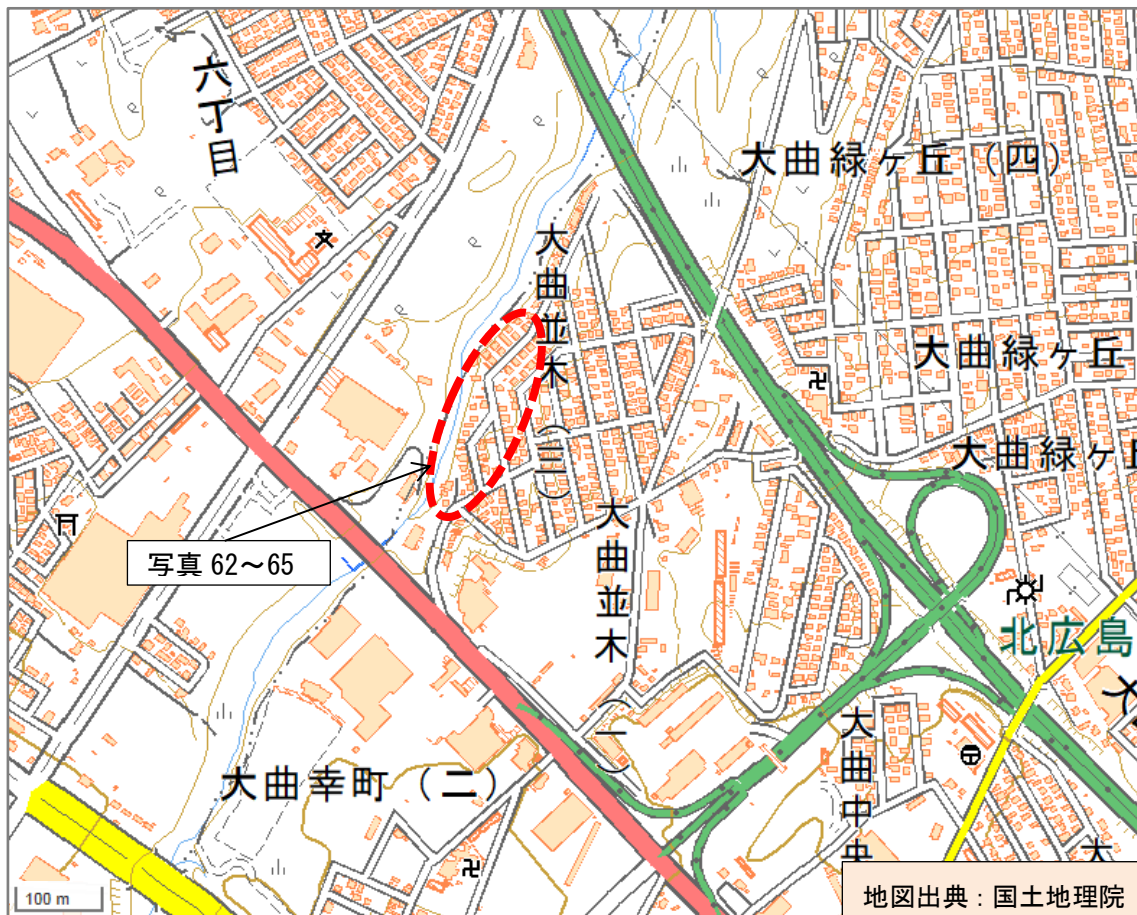 六丁目
大曲緑ヶ丘（四）
大曲並木（三）
大曲緑ヶ丘
大曲緑ヶ丘
写真 62～65
大曲並木（一）
北広島
大曲幸町（二）
大曲中央
大
大
100 m
地図出典：国土地理院